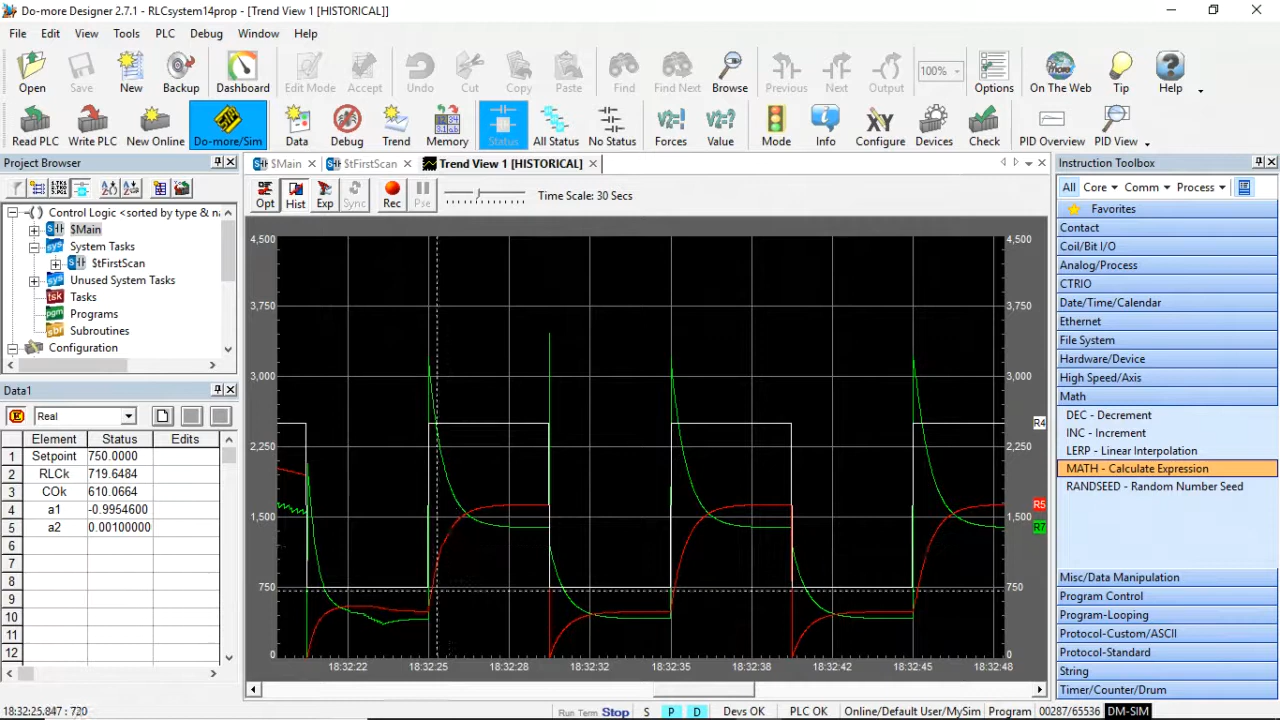 Do-more Designer 2.7.1 - RLCsystem14prop - [Trend View 1 [HISTORICAL]]
File Edit View Tools PLC Debug Window Help
Open Save New Backup Dashboard Edit Mode Accept Undo Cut Copy Paste Find Find Next Browse Previous Next Output 100% Options On The Web Tip Help
Read PLC Write PLC New Online Do-more/Sim Data Debug Trend Memory Status All Status No Status Forces Value Mode Info Configure Devices Check PID Overview PID View
Project Browser
Control Logic <sorted by type & n
$Main
System Tasks
$tFirstScan
Unused System Tasks
Tasks
Programs
Subroutines
Configuration
Data1
Real
Element Status Edits
1 Setpoint 750.0000
2 RLCk 719.6484
3 COk 610.0664
4 a1 -0.9954600
5 a2 0.00100000
6
7
8
9
10
11
12
$Main $tFirstScan Trend View 1 [HISTORICAL]
Opt Hist Exp Sync Rec Pse Time Scale: 30 Secs
4,500 4,500
3,750 3,750
3,000 3,000
R4
2,250 2,250
R5
1,500 1,500
R7
750 750
0 0
18:32:22 18:32:25 18:32:28 18:32:32 18:32:35 18:32:38 18:32:42 18:32:45 18:32:48
Instruction Toolbox
All Core Comm Process
Favorites
Contact
Coil/Bit I/O
Analog/Process
CTRIO
Date/Time/Calendar
Ethernet
File System
Hardware/Device
High Speed/Axis
Math
DEC - Decrement
INC - Increment
LERP - Linear Interpolation
MATH - Calculate Expression
RANDSEED - Random Number Seed
Misc/Data Manipulation
Program Control
Program-Looping
Protocol-Custom/ASCII
Protocol-Standard
String
Timer/Counter/Drum
18:32:25.847 : 720 Run Term Stop S P D Devs OK PLC OK Online/Default User/MySim Program 00287/65536 DM-SIM